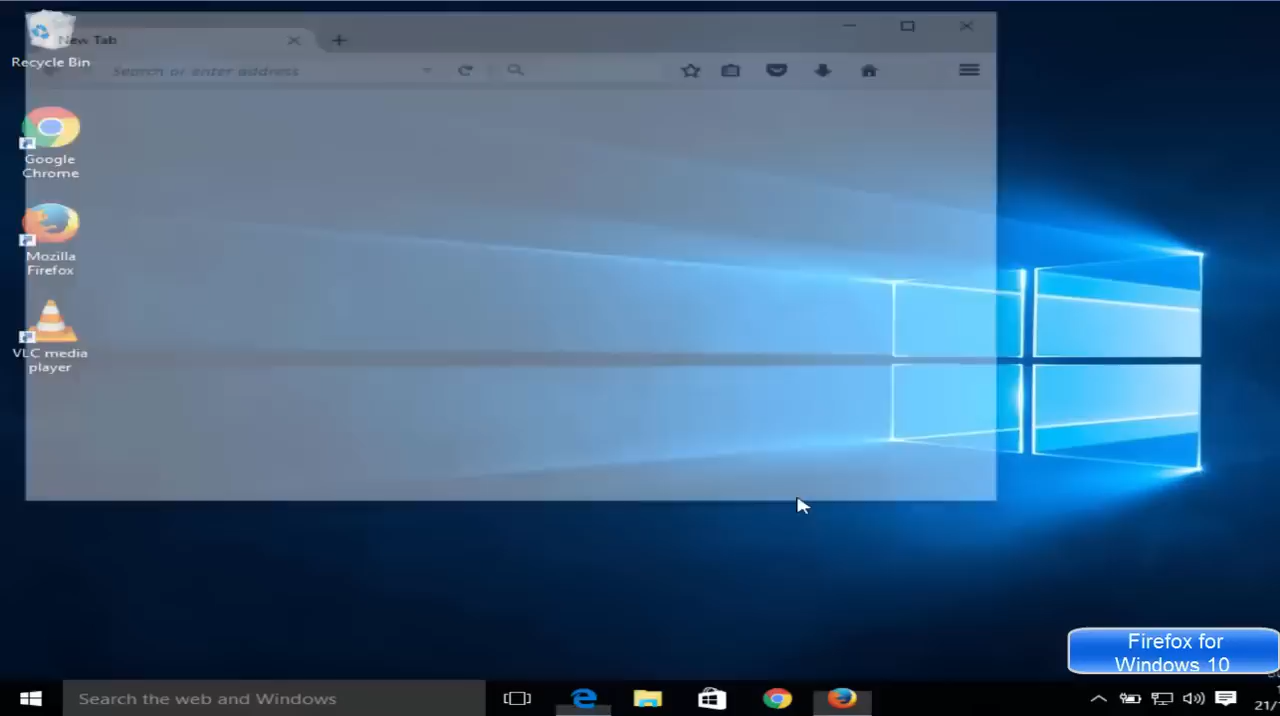 New Tab
Search or enter address
Recycle Bin
Google
Chrome
Mozilla
Firefox
VLC media
player
Firefox for
Windows 10
Search the web and Windows
21/